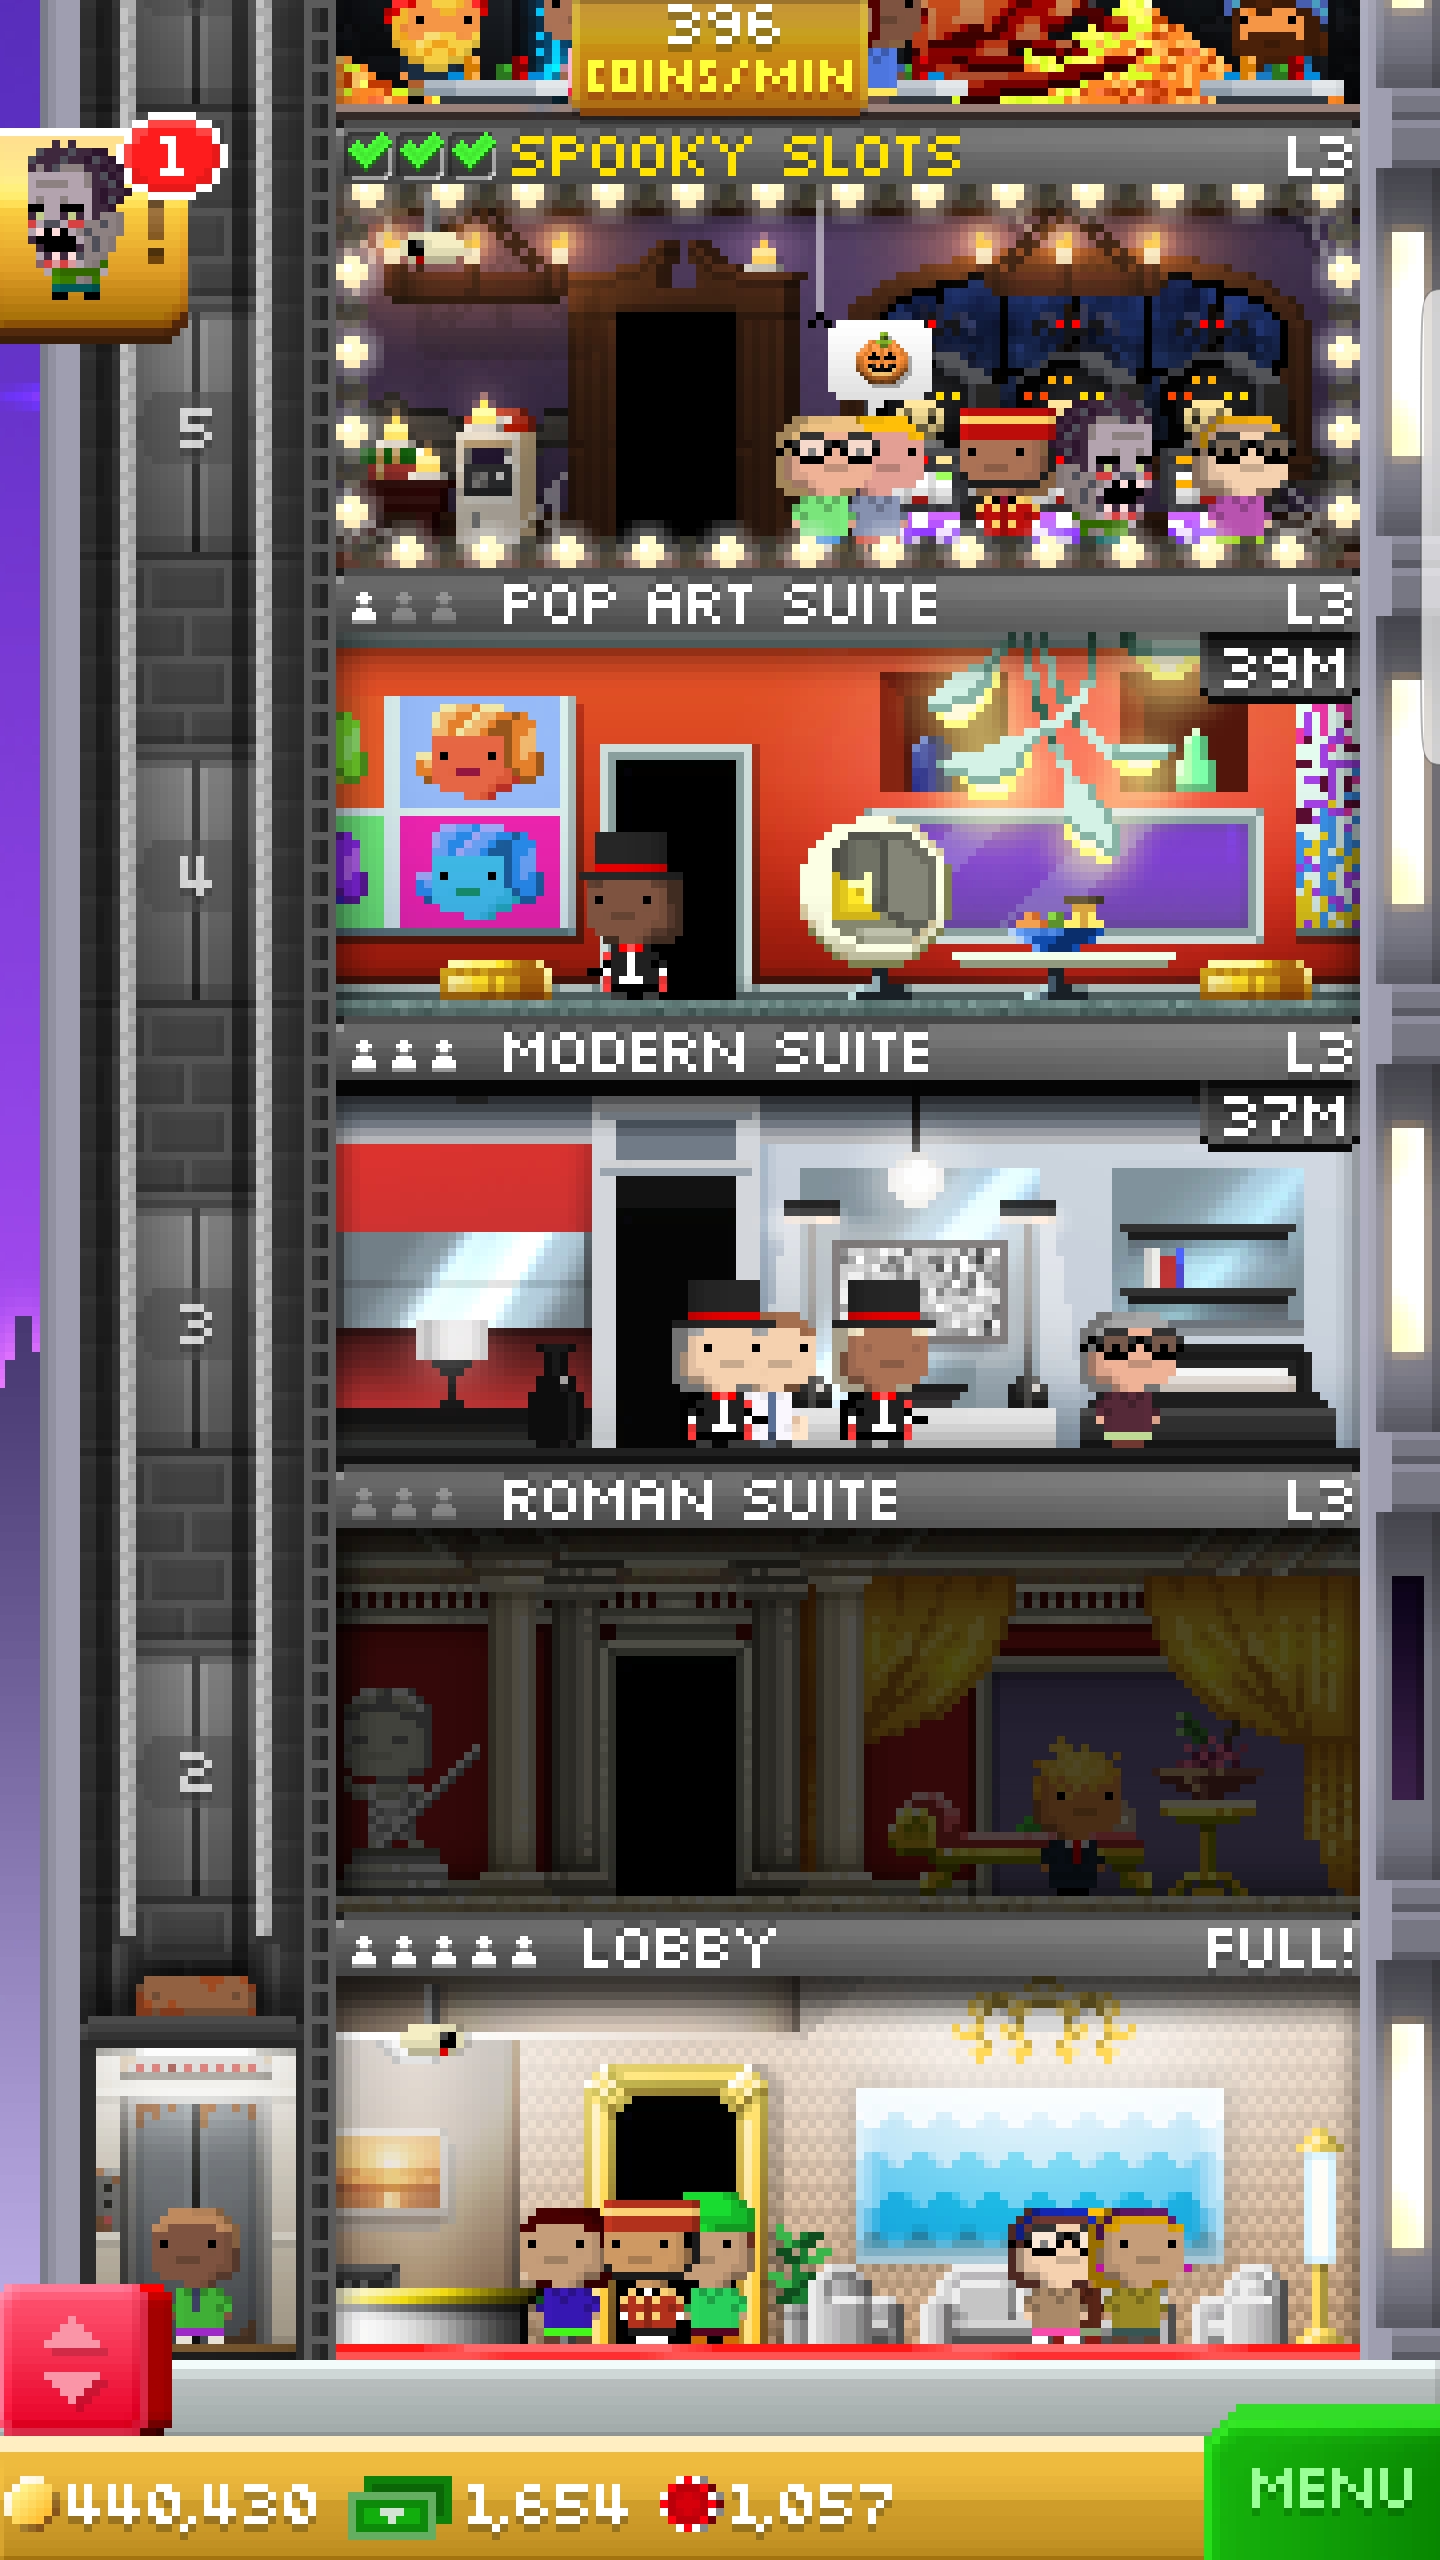 396
COINS/MIN
1
!
SPOOKY SLOTS L3
5
POP ART SUITE L3
39M
4
MODERN SUITE L3
37M
3
ROMAN SUITE L3
2
LOBBY FULL!
440,430 1,654 1,057
MENU